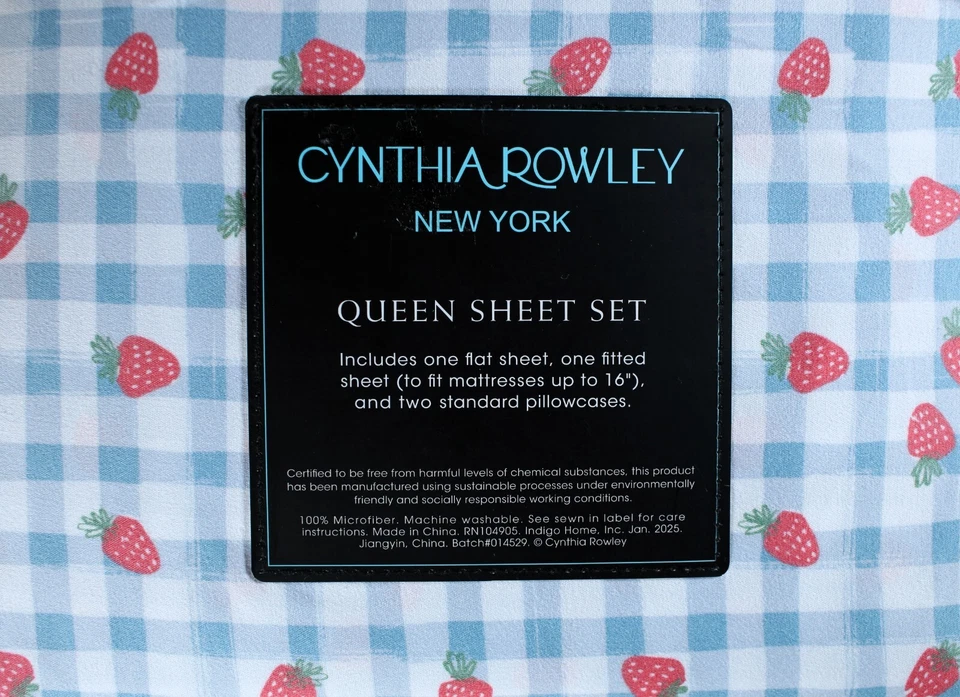 CYNTHIA ROWLEY
NEW YORK
QUEEN SHEET SET
Includes one flat sheet, one fitted
sheet (to fit mattresses up to 16"),
and two standard pillowcases.
Certified to be free from harmful levels of chemical substances, this product
has been manufactured using sustainable processes under environmentally
friendly and socially responsible working conditions.
100% Microfiber. Machine washable. See sewn in label for care
instructions. Made in China. RN104905. Indigo Home, Inc. Jan. 2025.
Jiangyin, China. Batch#014529. © Cynthia Rowley